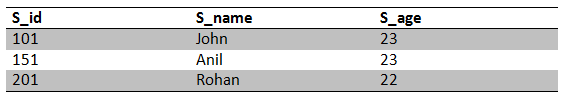 S_id S_name S_age
101 John 23
151 Anil 23
201 Rohan 22